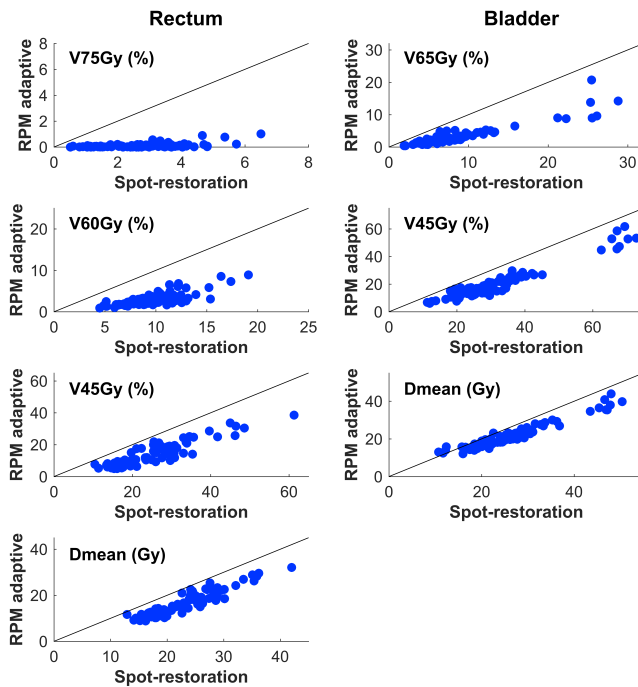 Rectum
Bladder
V75Gy (%)
RPM adaptive
8
6
4
2
0
0 2 4 6 8
Spot-restoration
V65Gy (%)
RPM adaptive
30
20
10
0
0 10 20 30
Spot-restoration
V60Gy (%)
RPM adaptive
20
10
0
0 5 10 15 20 25
Spot-restoration
V45Gy (%)
RPM adaptive
60
40
20
0
0 20 40 60
Spot-restoration
V45Gy (%)
RPM adaptive
60
40
20
0
0 20 40 60
Spot-restoration
Dmean (Gy)
RPM adaptive
40
20
0
0 20 40
Spot-restoration
Dmean (Gy)
RPM adaptive
40
20
0
0 10 20 30 40
Spot-restoration